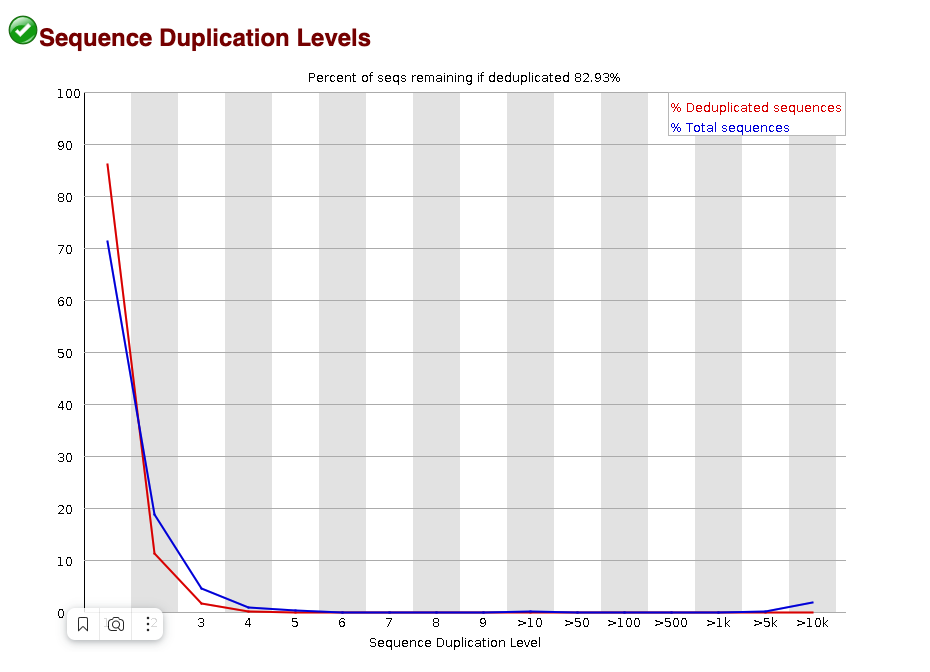 Sequence Duplication Levels
Percent of seqs remaining if deduplicated 82.93%
% Deduplicated sequences
% Total sequences
100
90
80
70
60
50
40
30
20
10
0
1 2 3 4 5 6 7 8 9 >10 >50 >100 >500 >1k >5k >10k
Sequence Duplication Level